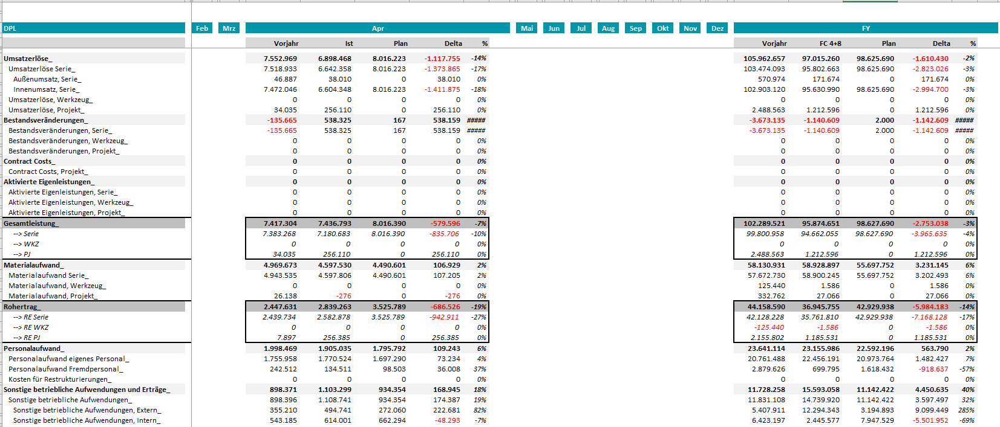 DPL Feb Mrz Apr Mai Jun Jul Aug Sep Okt Nov Dez FY
Vorjahr Ist Plan Delta % Vorjahr FC 4+8 Plan Delta %
Umsatzerlöse_ 7.552.969 6.898.468 8.016.223 -1.117.755 -14% 105.962.657 97.015.260 98.625.690 -1.610.430 -2%
Umsatzerlöse Serie_ 7.518.933 6.642.358 8.016.223 -1.373.865 -17% 103.474.093 95.802.663 98.625.690 -2.823.026 -3%
Außenumsatz, Serie_ 46.887 38.010 0 38.010 0% 570.974 171.674 0 171.674 0%
Innenumsatz, Serie_ 7.472.046 6.604.348 8.016.223 -1.411.875 -18% 102.903.120 95.630.990 98.625.690 -2.994.700 -3%
Umsatzerlöse, Werkzeug_ 0 0 0 0 0% 0 0 0 0 0%
Umsatzerlöse, Projekt_ 34.035 256.110 0 256.110 0% 2.488.563 1.212.596 0 1.212.596 0%
Bestandsveränderungen_ -135.665 538.325 167 538.159 ##### -3.673.135 -1.140.609 2.000 -1.142.609 #####
Bestandsveränderungen, Serie_ -135.665 538.325 167 538.159 ##### -3.673.135 -1.140.609 2.000 -1.142.609 #####
Bestandsveränderungen, Werkzeug_ 0 0 0 0 0% 0 0 0 0 0%
Bestandsveränderungen, Projekt_ 0 0 0 0 0% 0 0 0 0 0%
Contract Costs_ 0 0 0 0 0% 0 0 0 0 0%
Contract Costs, Projekt_ 0 0 0 0 0% 0 0 0 0 0%
Aktivierte Eigenleistungen_ 0 0 0 0 0% 0 0 0 0 0%
Aktivierte Eigenleistungen, Serie_ 0 0 0 0 0% 0 0 0 0 0%
Aktivierte Eigenleistungen, Werkzeug_ 0 0 0 0 0% 0 0 0 0 0%
Aktivierte Eigenleistungen, Projekt_ 0 0 0 0 0% 0 0 0 0 0%
Gesamtleistung_ 7.417.304 7.436.793 8.016.390 -579.596 -7% 102.289.521 95.874.651 98.627.690 -2.753.038 -3%
--> Serie 7.383.268 7.180.683 8.016.390 -835.706 -10% 99.800.958 94.662.055 98.627.690 -3.965.635 -4%
--> WKZ 0 0 0 0 0% 0 0 0 0 0%
--> PJ 34.035 256.110 0 256.110 0% 2.488.563 1.212.596 0 1.212.596 0%
Materialaufwand_ 4.969.673 4.597.530 4.490.601 106.929 2% 58.130.931 58.928.897 55.697.752 3.231.145 6%
Materialaufwand Serie_ 4.943.535 4.597.806 4.490.601 107.205 2% 57.672.730 58.900.245 55.697.752 3.202.493 6%
Materialaufwand, Werkzeug_ 0 0 0 0 0% 125.440 1.586 0 1.586 0%
Materialaufwand, Projekt_ 26.138 -276 0 -276 0% 332.762 27.066 0 27.066 0%
Rohertrag_ 2.447.631 2.839.263 3.525.789 -686.526 -19% 44.158.590 36.945.755 42.929.938 -5.984.183 -14%
--> RE Serie 2.439.734 2.582.878 3.525.789 -942.911 -27% 42.128.228 35.761.810 42.929.938 -7.168.128 -17%
--> RE WKZ 0 0 0 0 0% -125.440 -1.586 0 -1.586 0%
--> RE PJ 7.897 256.385 0 256.385 0% 2.155.802 1.185.531 0 1.185.531 0%
Personalaufwand_ 1.998.469 1.905.035 1.795.792 109.243 6% 23.641.114 23.155.986 22.592.196 563.790 2%
Personalaufwand eigenes Personal_ 1.755.958 1.770.524 1.697.290 73.234 4% 20.761.488 22.456.191 20.973.764 1.482.427 7%
Personalaufwand Fremdpersonal_ 242.512 134.511 98.503 36.008 37% 2.879.626 699.795 1.618.432 -918.637 -57%
Kosten für Restrukturierungen_ 0 0 0 0 0% 0 0 0 0 0%
Sonstige betriebliche Aufwendungen und Erträge_ 898.371 1.103.299 934.354 168.945 18% 11.728.258 15.593.058 11.142.422 4.450.635 40%
Sonstige betriebliche Aufwendungen_ 898.396 1.108.741 934.354 174.387 19% 11.831.108 14.739.920 11.142.422 3.597.497 32%
Sonstige betriebliche Aufwendungen, Extern_ 355.210 494.741 272.060 222.681 82% 5.407.911 12.294.343 3.194.893 9.099.449 285%
Sonstige betriebliche Aufwendungen, Intern_ 543.185 614.001 662.294 -48.293 -7% 6.423.197 2.445.577 7.947.529 -5.501.952 -69%